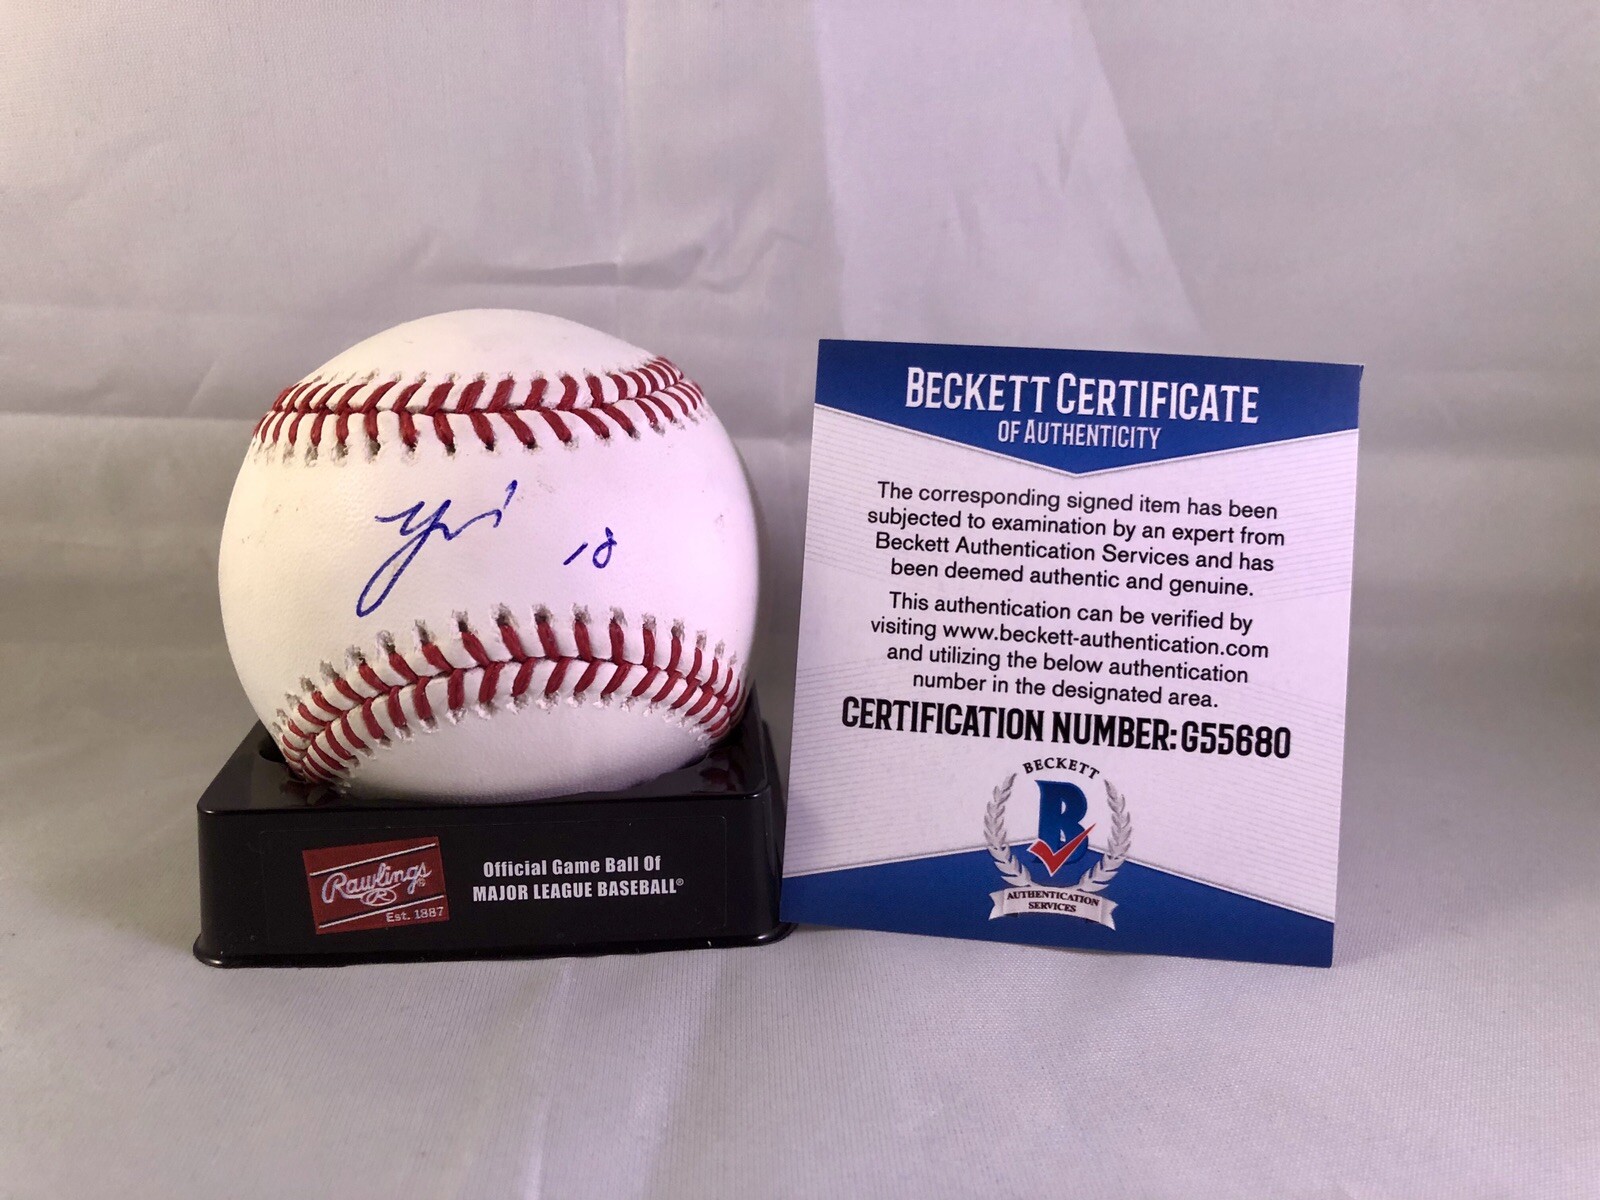 18
Rawlings®
R
Est. 1887
Official Game Ball Of
MAJOR LEAGUE BASEBALL®
BECKETT CERTIFICATE
OF AUTHENTICITY
The corresponding signed item has been
subjected to examination by an expert from
Beckett Authentication Services and has
been deemed authentic and genuine.
This authentication can be verified by
visiting www.beckett-authentication.com
and utilizing the below authentication
number in the designated area.
CERTIFICATION NUMBER: G55680
BECKETT
B
AUTHENTICATION
SERVICES